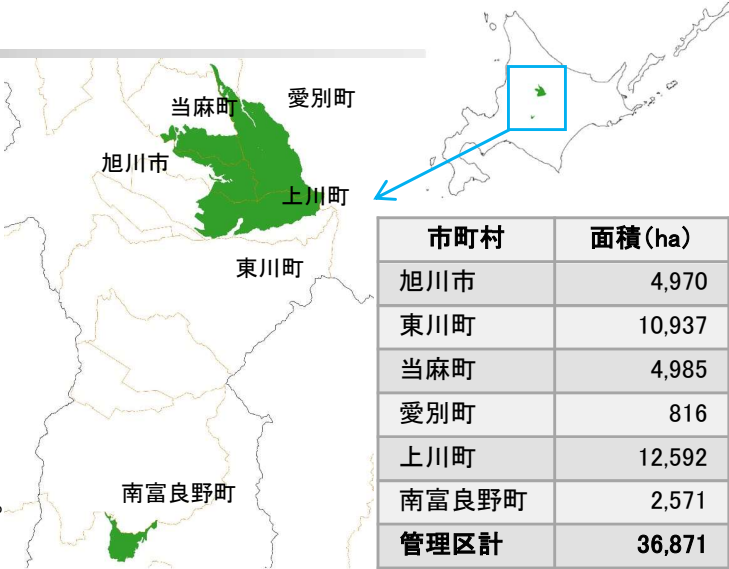 当麻町
愛別町
旭川市
上川町
東川町
南富良野町
市町村 面積(ha)
旭川市 4,970
東川町 10,937
当麻町 4,985
愛別町 816
上川町 12,592
南富良野町 2,571
管理区計 36,871